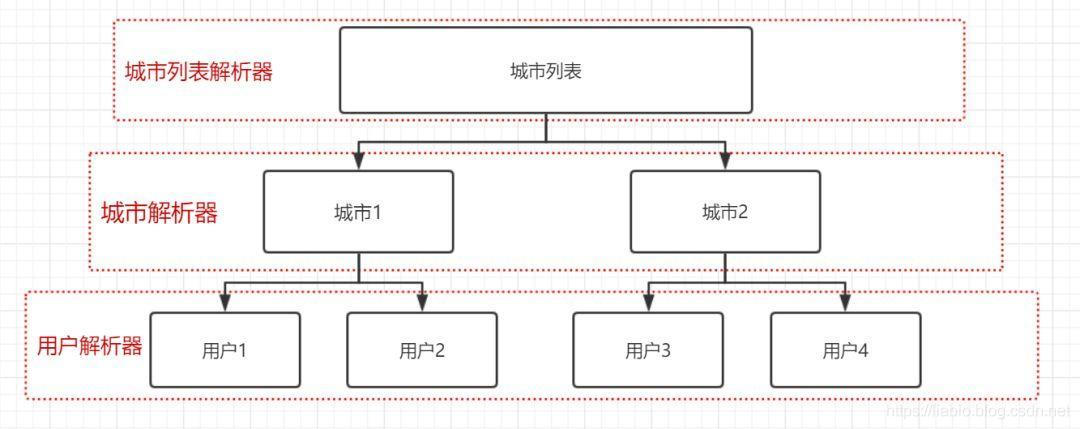 城市列表解析器
城市列表
城市解析器
城市1
城市2
用户解析器
用户1
用户2
用户3
用户4
https://liabio.blog.csdn.net